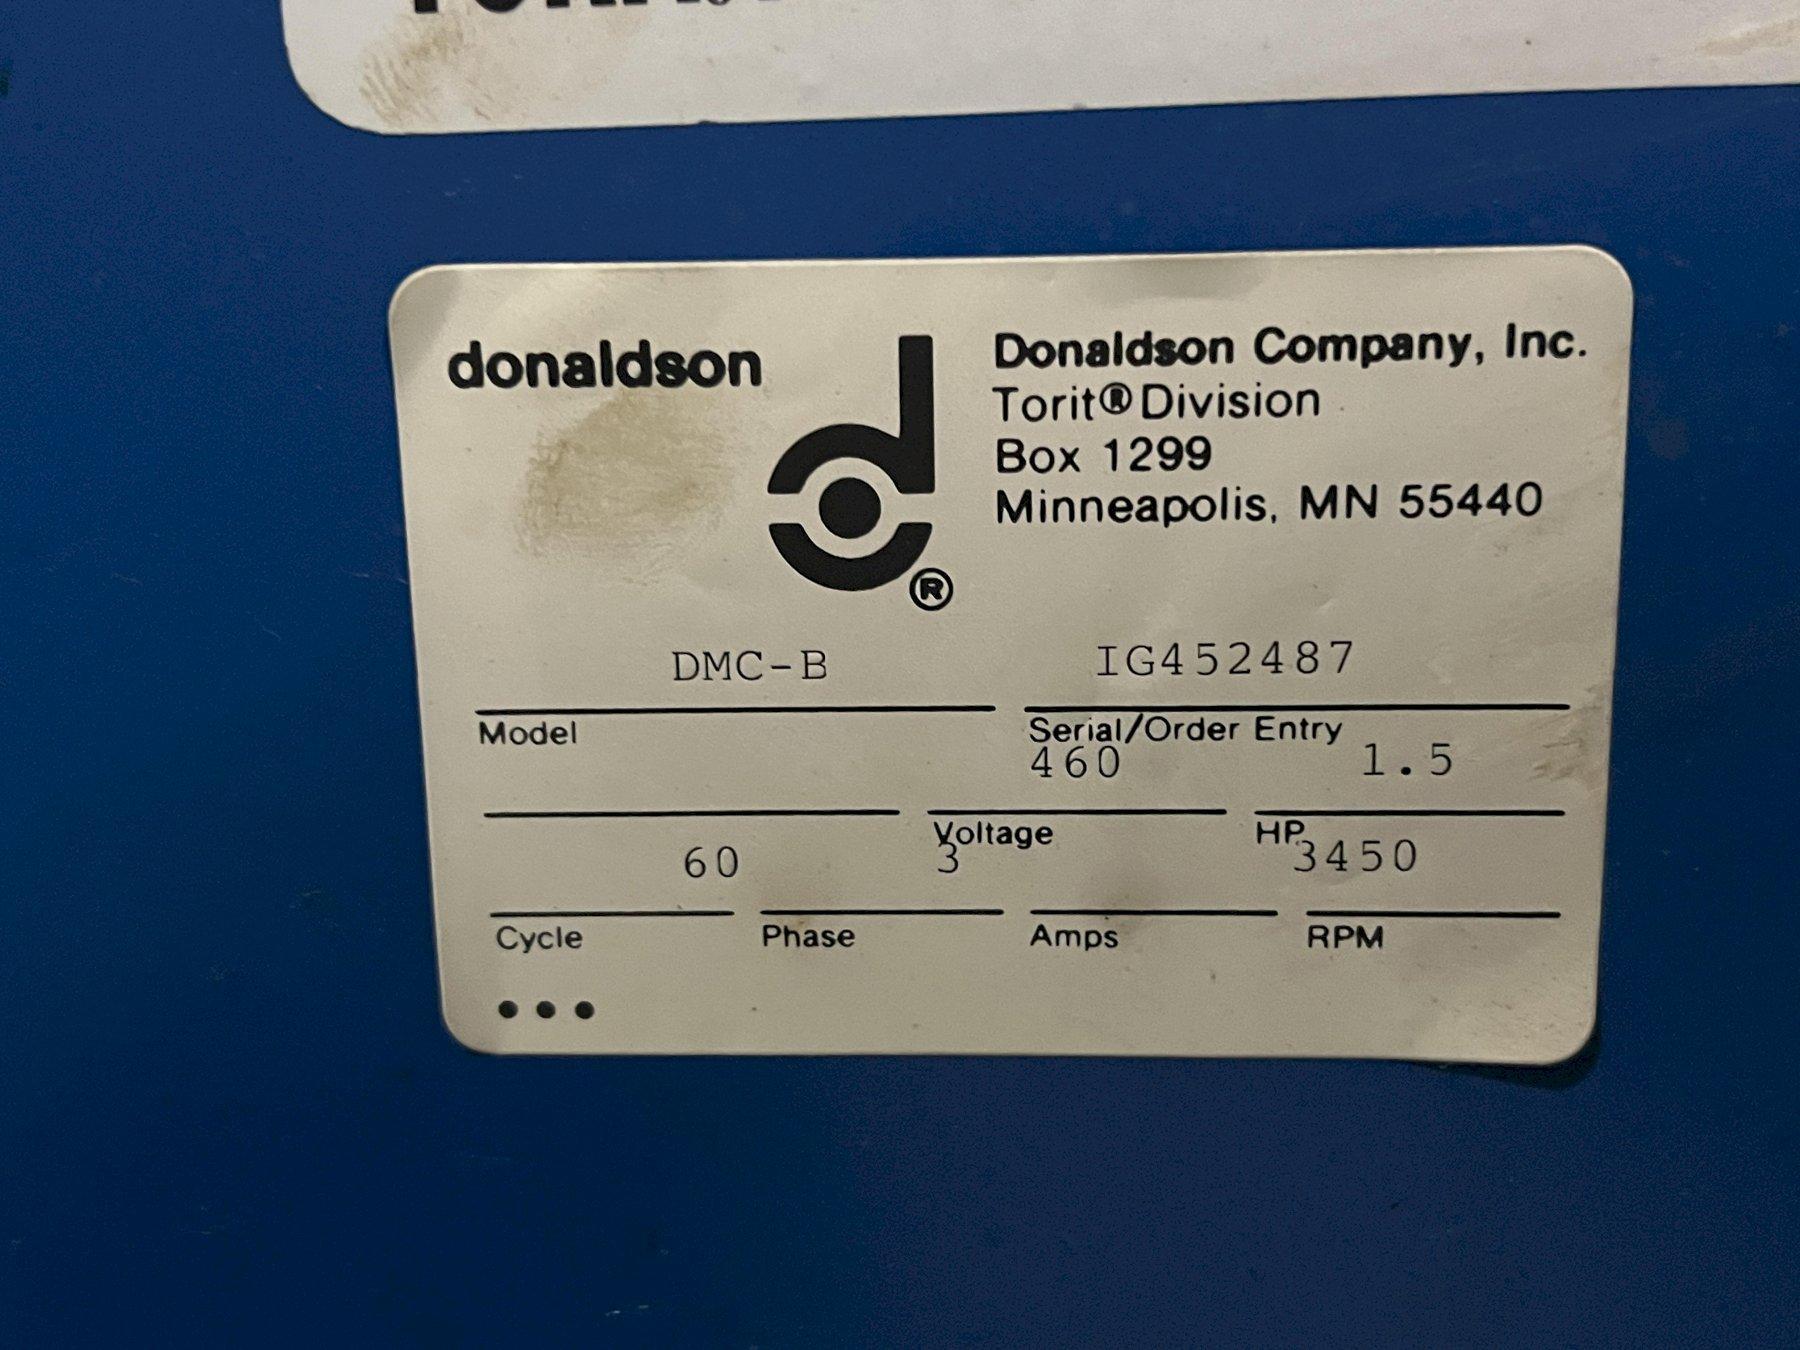 donaldson
Donaldson Company, Inc.
Torit® Division
Box 1299
Minneapolis, MN 55440
®
DMC-B IG452487
Model Serial/Order Entry
460 1.5
Voltage HP
60 3 3450
Cycle Phase Amps RPM